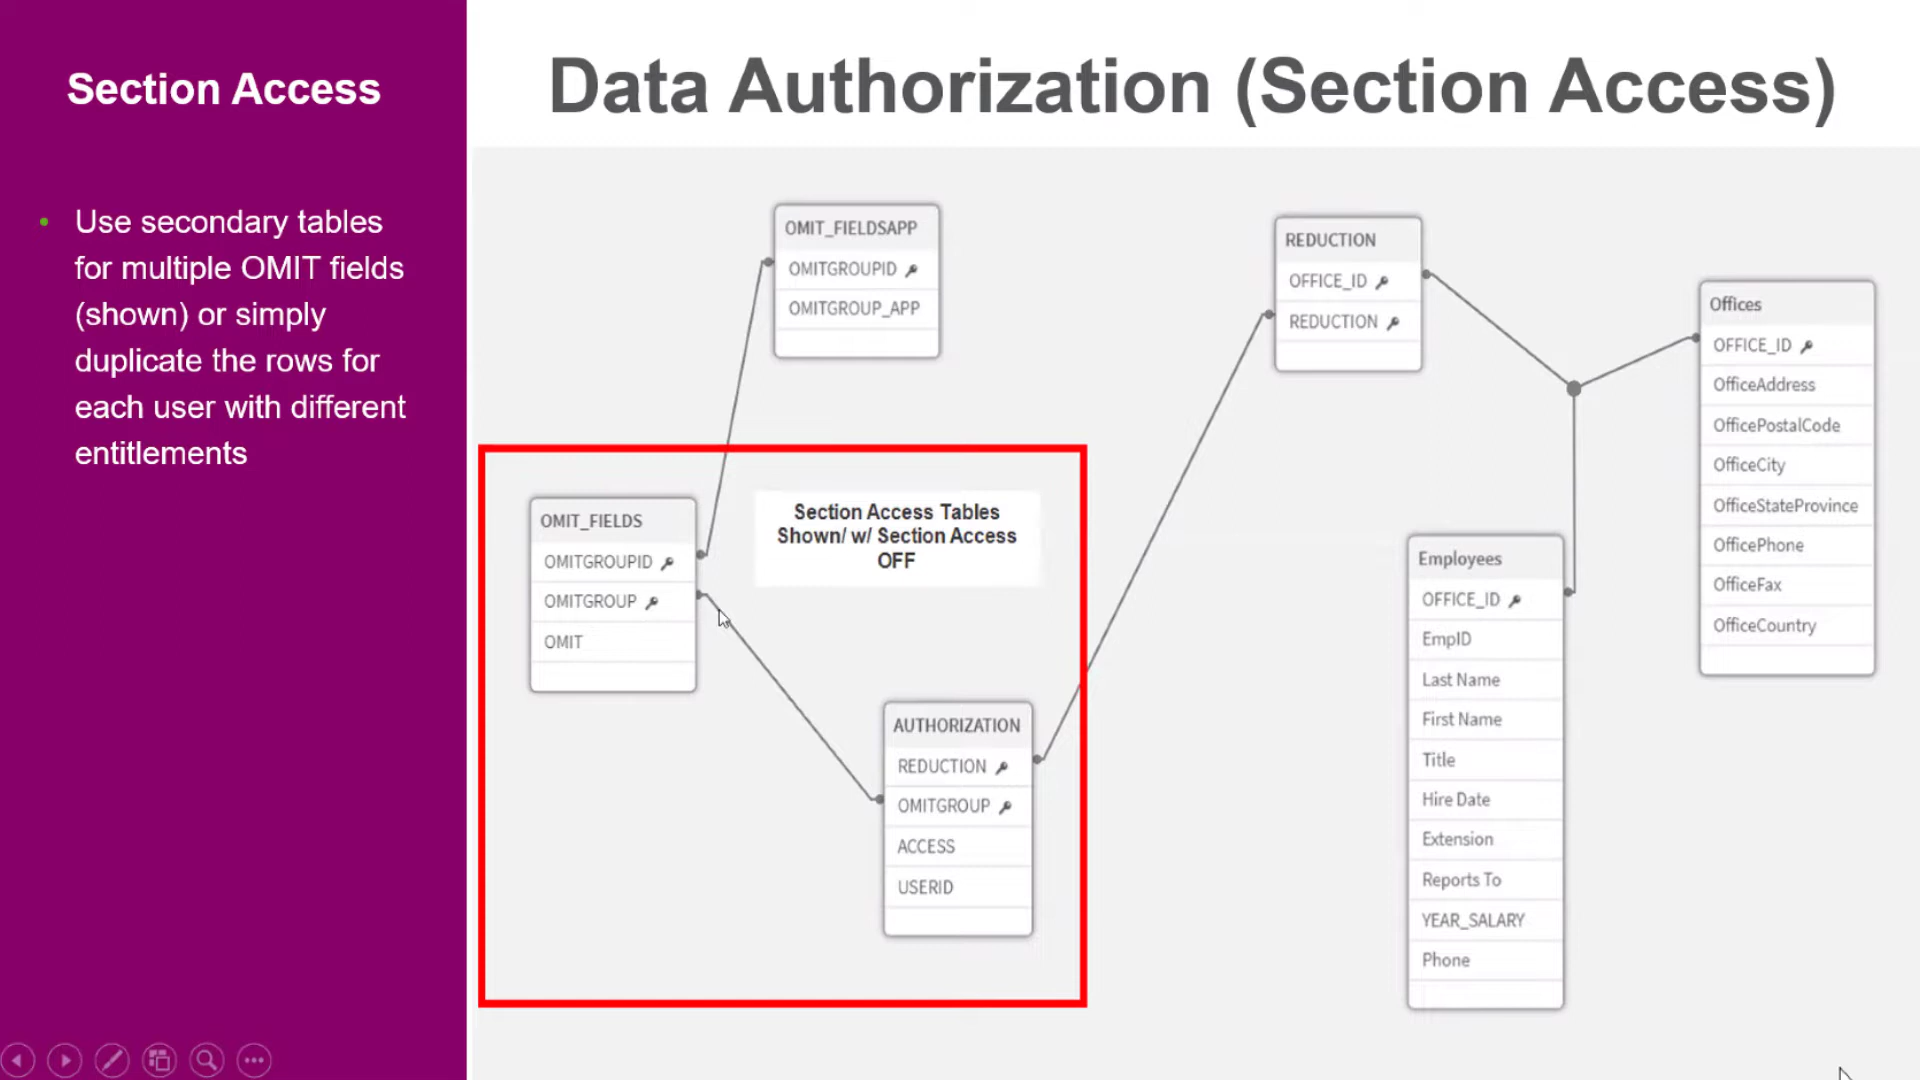 Section Access
Data Authorization (Section Access)
• Use secondary tables
for multiple OMIT fields
(shown) or simply
duplicate the rows for
each user with different
entitlements
OMIT_FIELDSAPP
OMITGROUPID
OMITGROUP_APP
REDUCTION
OFFICE_ID
REDUCTION
Offices
OFFICE_ID
OfficeAddress
OfficePostalCode
OfficeCity
OfficeStateProvince
OfficePhone
OfficeFax
OfficeCountry
Section Access Tables
Shown/ w/ Section Access
OFF
OMIT_FIELDS
OMITGROUPID
OMITGROUP
OMIT
AUTHORIZATION
REDUCTION
OMITGROUP
ACCESS
USERID
Employees
OFFICE_ID
EmpID
Last Name
First Name
Title
Hire Date
Extension
Reports To
YEAR_SALARY
Phone